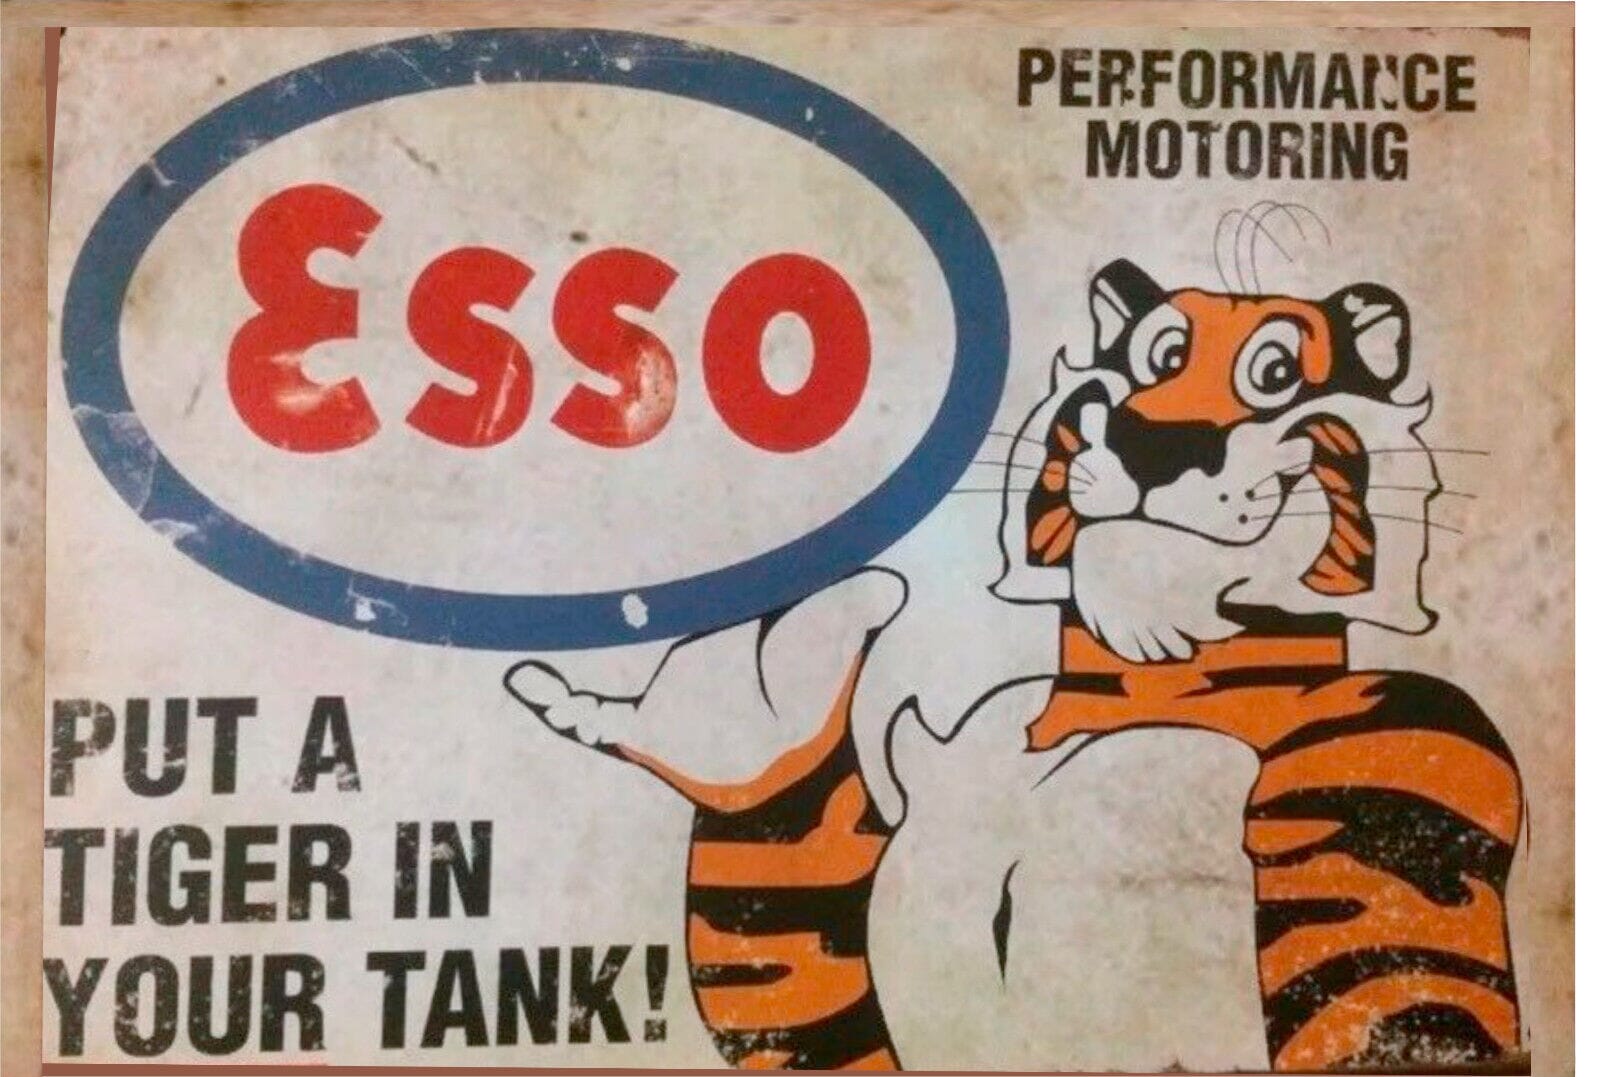 PERFORMANCE
MOTORING
Esso
PUT A
TIGER IN
YOUR TANK!